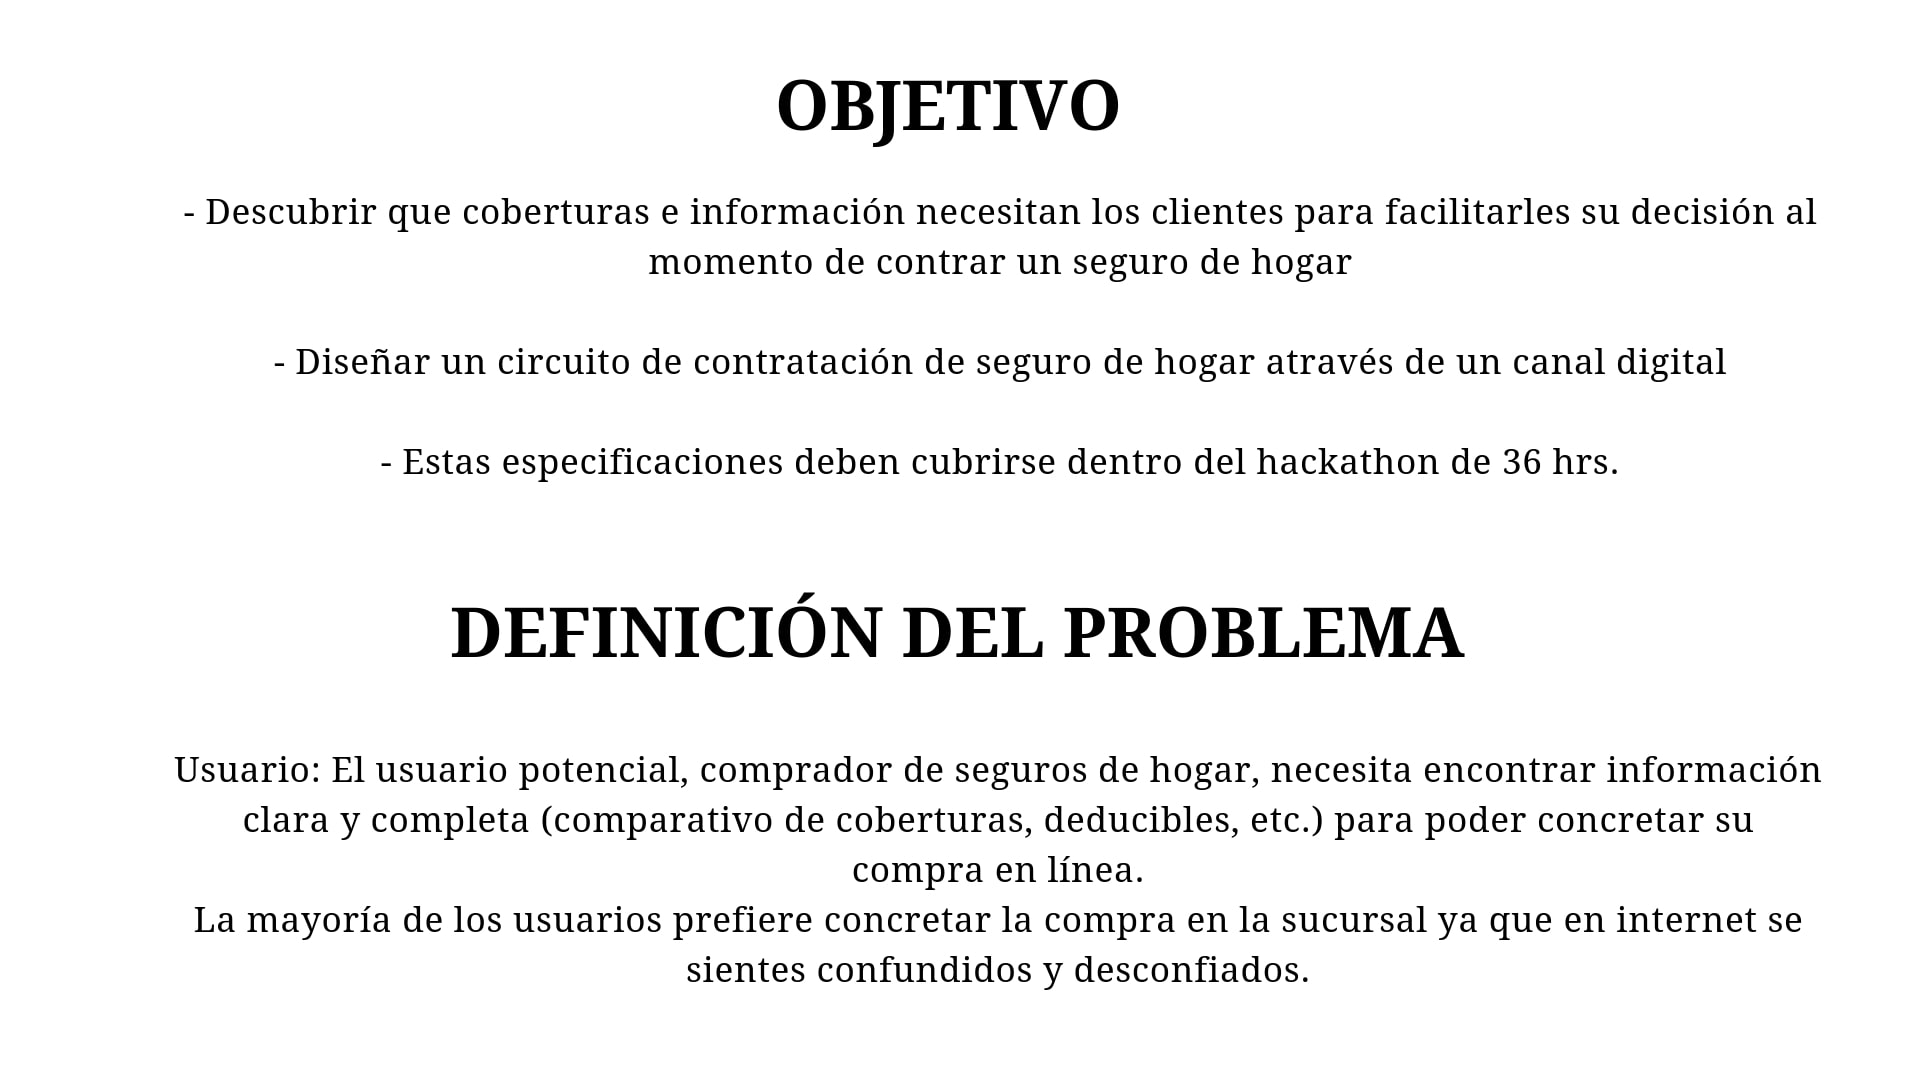 OBJETIVO
- Descubrir que coberturas e información necesitan los clientes para facilitarles su decisión al
momento de contrar un seguro de hogar
- Diseñar un circuito de contratación de seguro de hogar através de un canal digital
- Estas especificaciones deben cubrirse dentro del hackathon de 36 hrs.
DEFINICIÓN DEL PROBLEMA
Usuario: El usuario potencial, comprador de seguros de hogar, necesita encontrar información
clara y completa (comparativo de coberturas, deducibles, etc.) para poder concretar su
compra en línea.
La mayoría de los usuarios prefiere concretar la compra en la sucursal ya que en internet se
sientes confundidos y desconfiados.